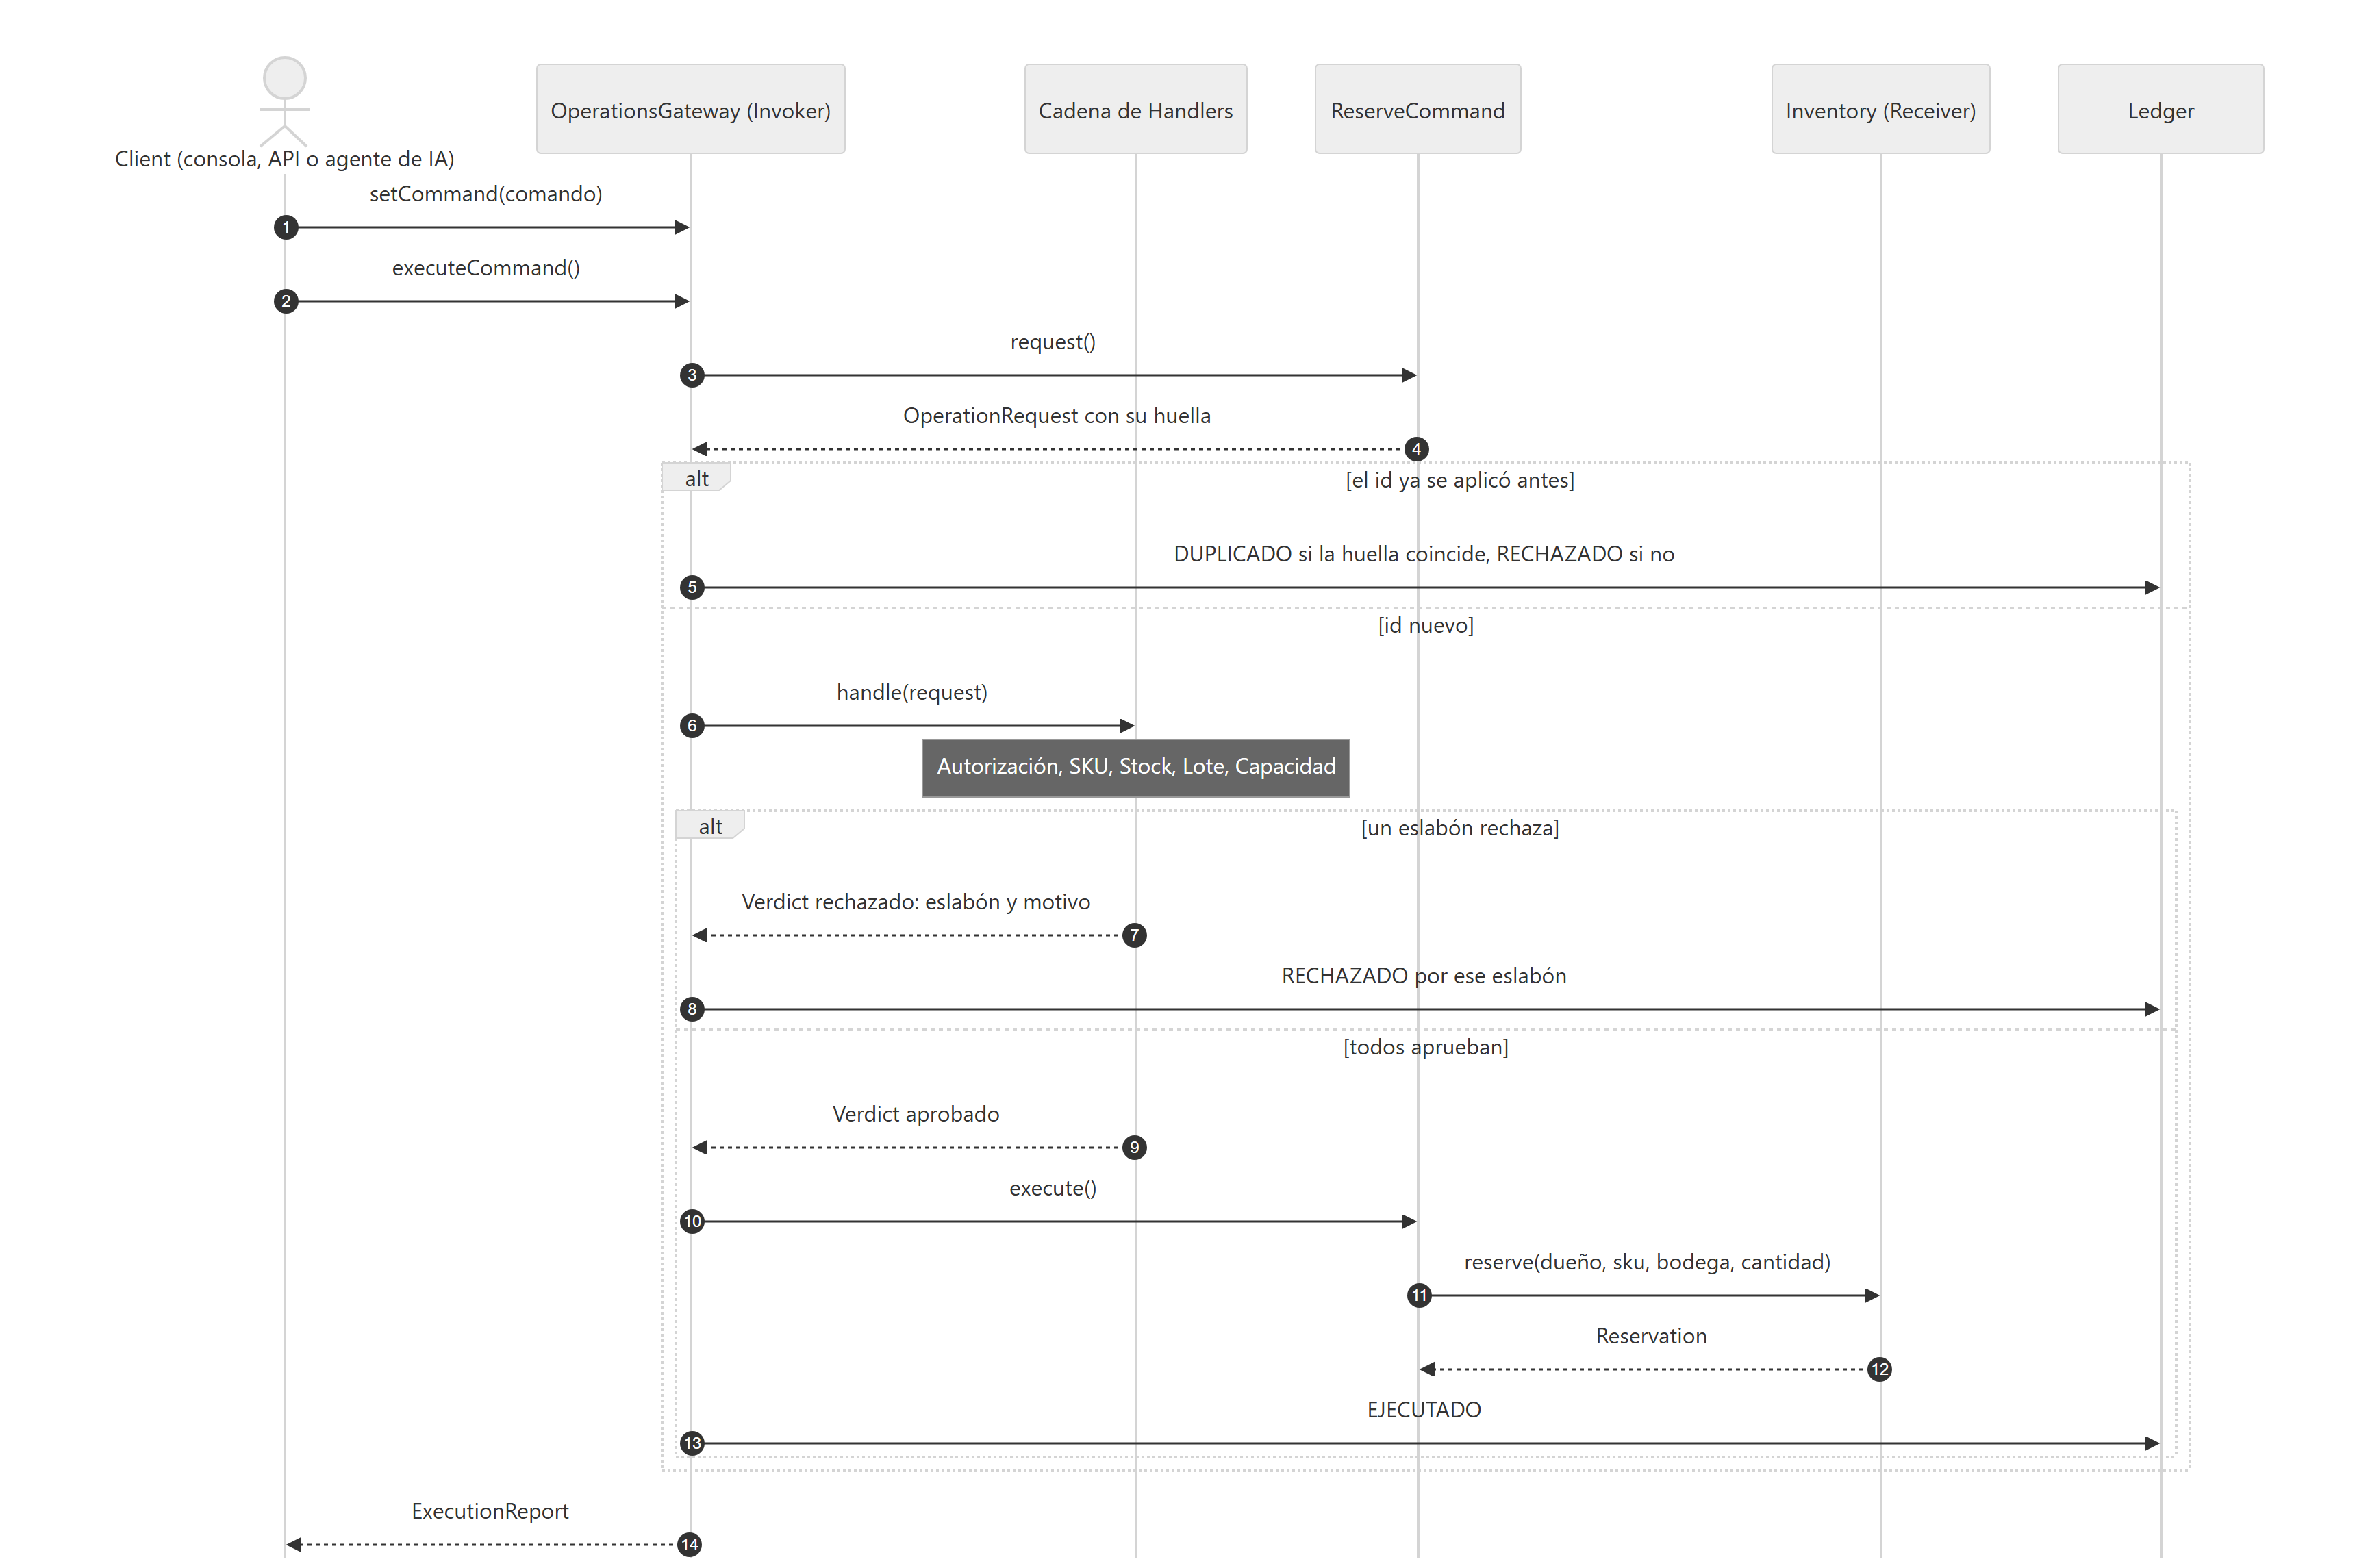 Client (consola, API o agente de IA)
OperationsGateway (Invoker)
Cadena de Handlers
ReserveCommand
Inventory (Receiver)
Ledger
setCommand(comando)
1
executeCommand()
2
request()
3
OperationRequest con su huella
4
alt
[el id ya se aplicó antes]
DUPLICADO si la huella coincide, RECHAZADO si no
5
[id nuevo]
handle(request)
6
Autorización, SKU, Stock, Lote, Capacidad
alt
[un eslabón rechaza]
Verdict rechazado: eslabón y motivo
7
RECHAZADO por ese eslabón
8
[todos aprueban]
Verdict aprobado
9
execute()
10
reserve(dueño, sku, bodega, cantidad)
11
Reservation
12
EJECUTADO
13
ExecutionReport
14